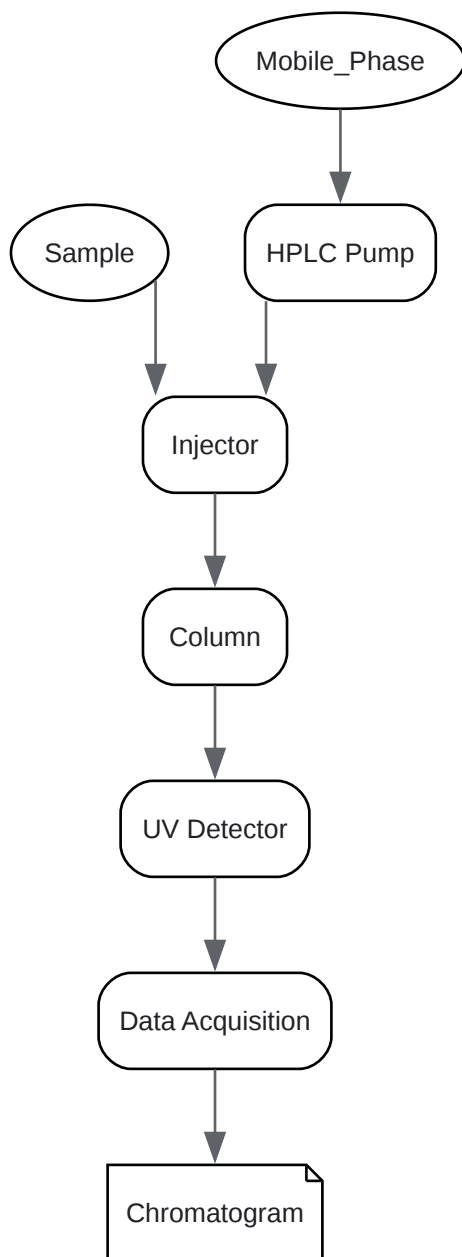 Mobile_Phase
Sample
HPLC Pump
Injector
Column
UV Detector
Data Acquisition
Chromatogram